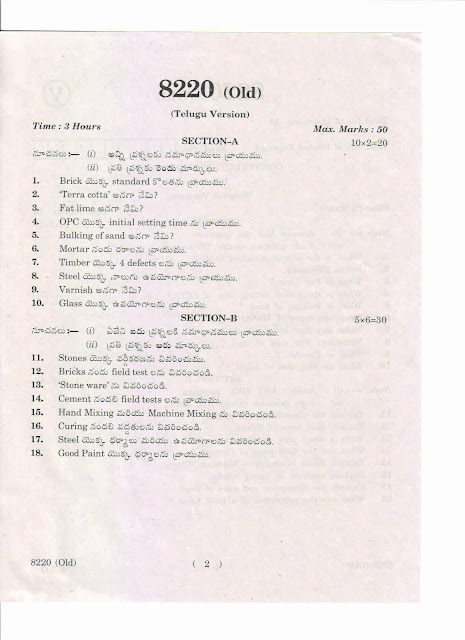 8220 (Old)
(Telugu Version)
Time : 3 Hours Max. Marks : 50
SECTION–A 10×2=20
సూచనలు:— (i) అన్ని ప్రశ్నలకు సమాధానములు వ్రాయుము.
(ii) ప్రతి ప్రశ్నకు రెండు మార్కులు.
1. Brick యొక్క standard కొలతను వ్రాయుము.
2. ‘Terra cotta’ అనగా నేమి?
3. Fat lime అనగా నేమి?
4. OPC యొక్క initial setting time ను వ్రాయుము.
5. Bulking of sand అనగా నేమి?
6. Mortar నందు రకాలను వ్రాయుము.
7. Timber యొక్క 4 defects లను వ్రాయుము.
8. Steel యొక్క నాలుగు ఉపయోగాలను వ్రాయుము.
9. Varnish అనగా నేమి?
10. Glass యొక్క ఉపయోగాలను వ్రాయుము.
SECTION–B 5×6=30
సూచనలు:— (i) ఏవేని ఐదు ప్రశ్నలకి సమాధానములు వ్రాయుము.
(ii) ప్రతి ప్రశ్నకు ఆరు మార్కులు.
11. Stones యొక్క వర్గీకరణను వివరించుము.
12. Bricks నందు field test లను వివరించండి.
13. ‘Stone ware’ ను వివరించండి.
14. Cement నందలి field tests లను వ్రాయుము.
15. Hand Mixing మరియు Machine Mixing ను వివరించండి.
16. Curing నందలి పద్ధతులను వివరించండి.
17. Steel యొక్క ధర్మాలు మరియు ఉపయోగాలను వివరించండి.
18. Good Paint యొక్క ధర్మాలను వ్రాయుము.
8220 (Old) ( 2 )